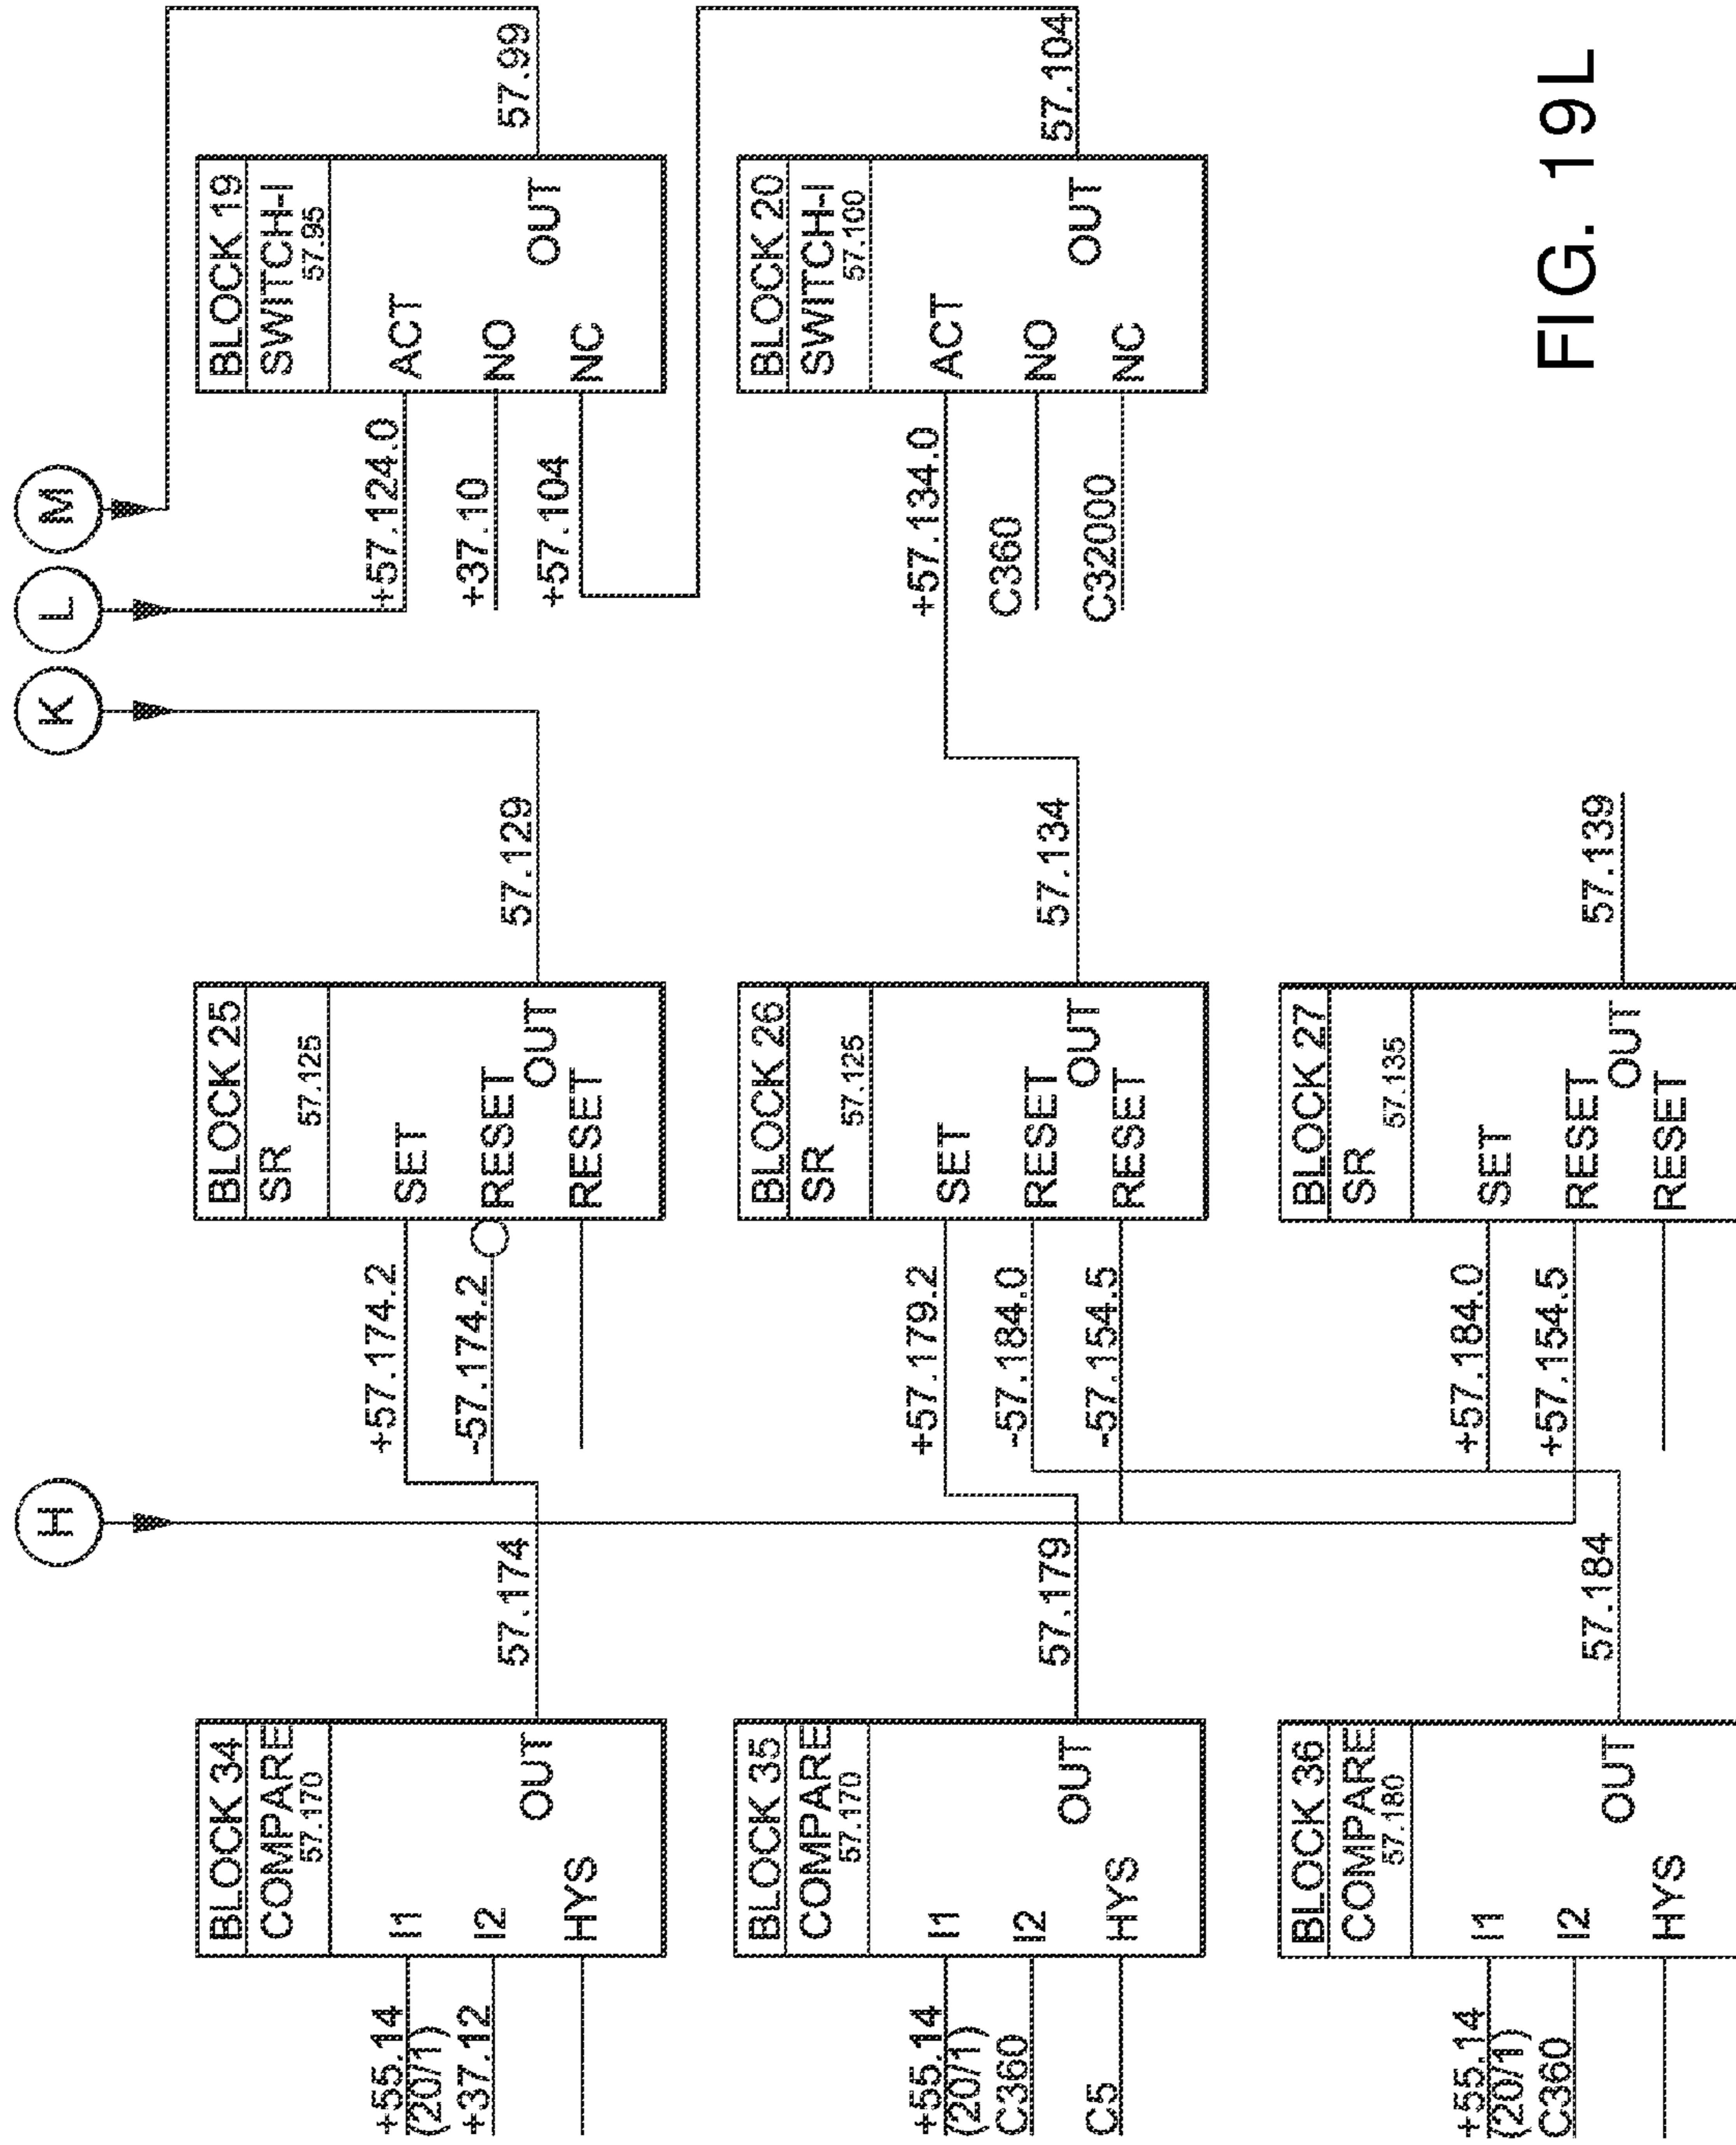 H
K
L
M
+55.14
(20/1)
+37.12
BLOCK 34
COMPARE
57.170
I1
I2
OUT
HYS
57.174
+57.174.2
-57.174.2
BLOCK 25
SR
57.125
SET
RESET
OUT
RESET
57.129
+57.124.0
+37.10
+57.104
BLOCK 19
SWITCH-I
57.95
ACT
NO
OUT
NC
57.99
+55.14
(20/1)
C360
C5
BLOCK 35
COMPARE
57.170
I1
I2
OUT
HYS
57.179
+57.179.2
-57.184.0
-57.154.5
BLOCK 26
SR
57.125
SET
RESET
OUT
RESET
57.134
+57.134.0
C360
C32000
BLOCK 20
SWITCH-I
57.100
ACT
NO
OUT
NC
57.104
+55.14
(20/1)
C360
BLOCK 36
COMPARE
57.180
I1
I2
OUT
HYS
57.184
+57.184.0
+57.154.5
BLOCK 27
SR
57.135
SET
RESET
OUT
RESET
57.139
FIG. 19L